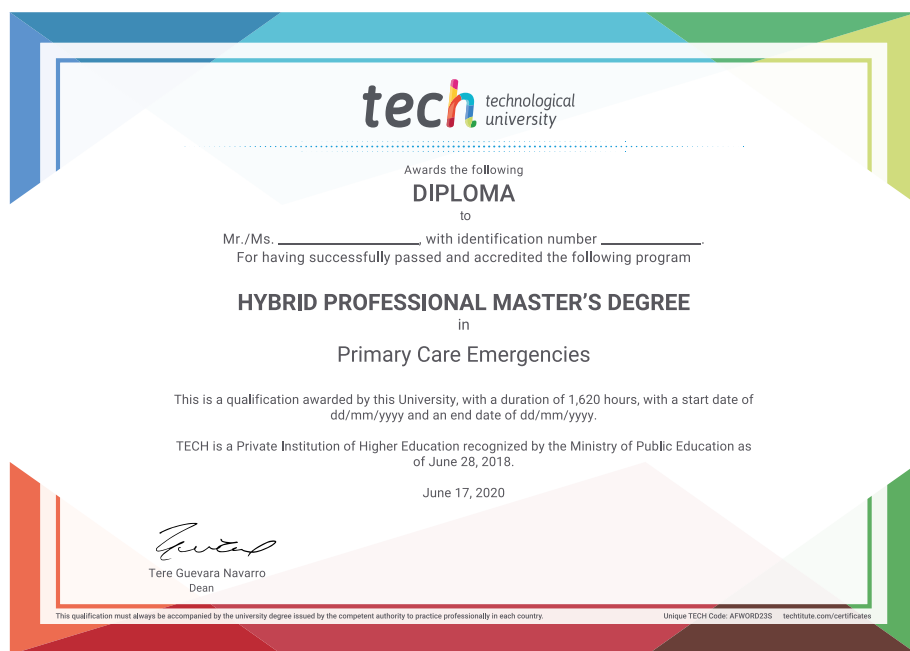 tech technological
university
Awards the following
DIPLOMA
to
Mr./Ms. ____________________, with identification number ______________.
For having successfully passed and accredited the following program
HYBRID PROFESSIONAL MASTER'S DEGREE
in
Primary Care Emergencies
This is a qualification awarded by this University, with a duration of 1,620 hours, with a start date of
dd/mm/yyyy and an end date of dd/mm/yyyy.
TECH is a Private Institution of Higher Education recognized by the Ministry of Public Education as
of June 28, 2018.
June 17, 2020
Tere Guevara Navarro
Dean
This qualification must always be accompanied by the university degree issued by the competent authority to practice professionally in each country.
Unique TECH Code: AFWORD23S techtitute.com/certificates